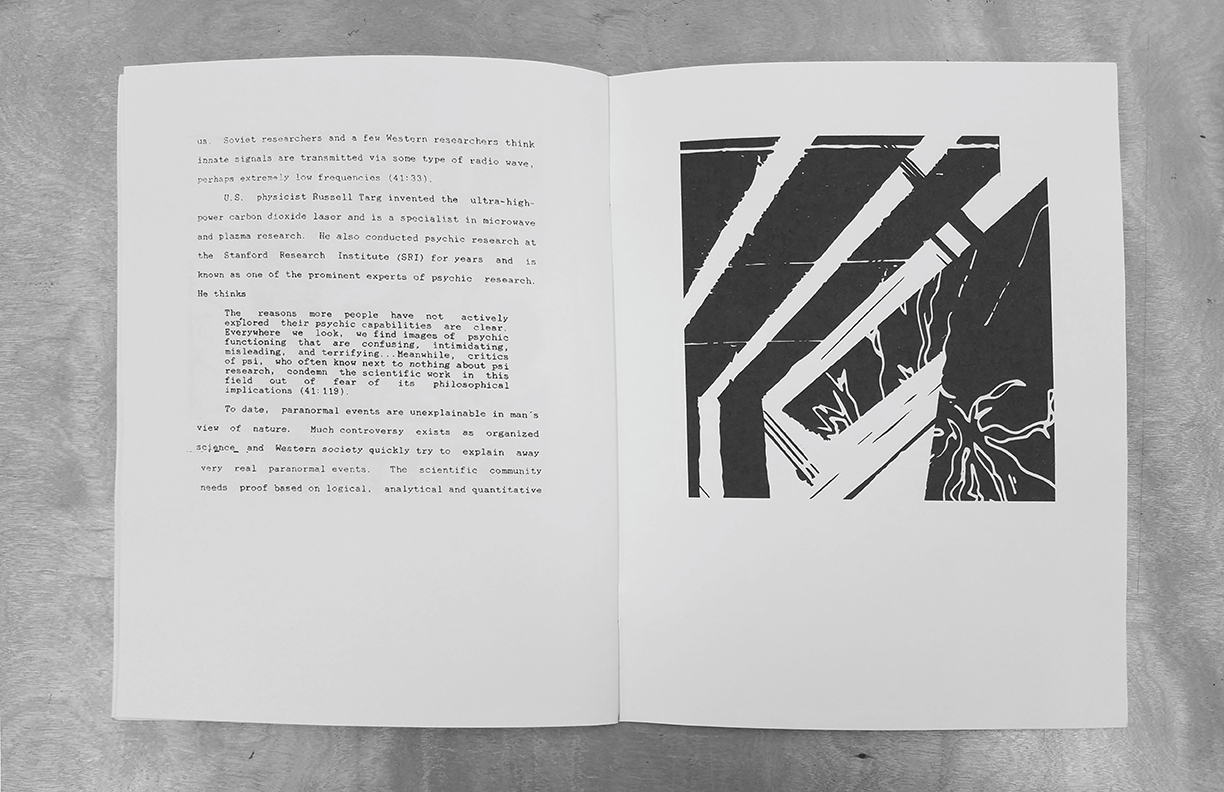 us. Soviet researchers and a few Western researchers think
innate signals are transmitted via some type of radio wave,
perhaps extremely low frequencies (41:33).
U.S. physicist Russell Targ invented the ultra-high-
power carbon dioxide laser and is a specialist in microwave
and plasma research. He also conducted psychic research at
the Stanford Research Institute (SRI) for years and is
known as one of the prominent experts of psychic research.
He thinks
The reasons more people have not actively
explored their psychic capabilities are clear.
Everywhere we look, we find images of psychic
functioning that are confusing, intimidating,
misleading, and terrifying...Meanwhile, critics
of psi, who often know next to nothing about psi
research, condemn the scientific work in this
field out of fear of its philosophical
implications (41:119).
To date, paranormal events are unexplainable in man's
view of nature. Much controversy exists as organized
science and Western society quickly try to explain away
very real paranormal events. The scientific community
needs proof based on logical, analytical and quantitative